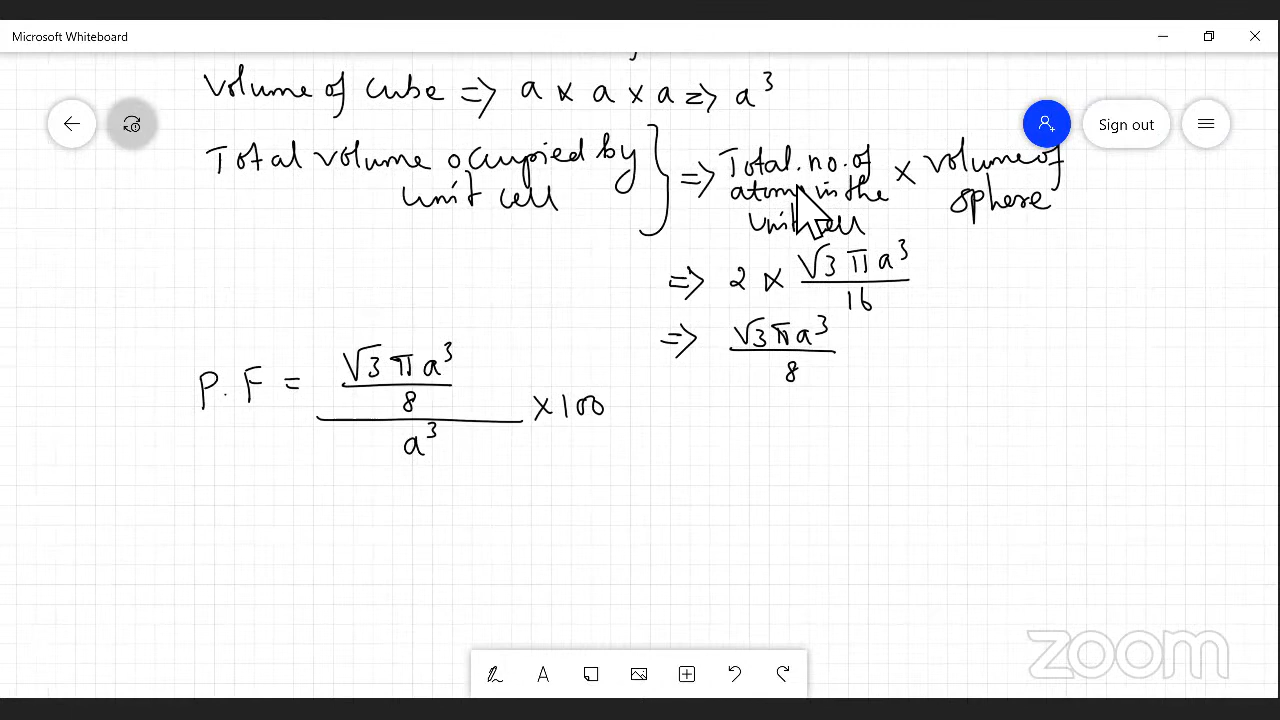 Microsoft Whiteboard
Volume of cube => a x a x a => a³
Sign out
Total volume occupied by unit cell } => Total.no.of atoms in the unit cell x volume of sphere
=> 2 x √3 π a³ / 16
=> √3 π a³ / 8
P.F = (√3 π a³ / 8) / a³ x 100
zoom